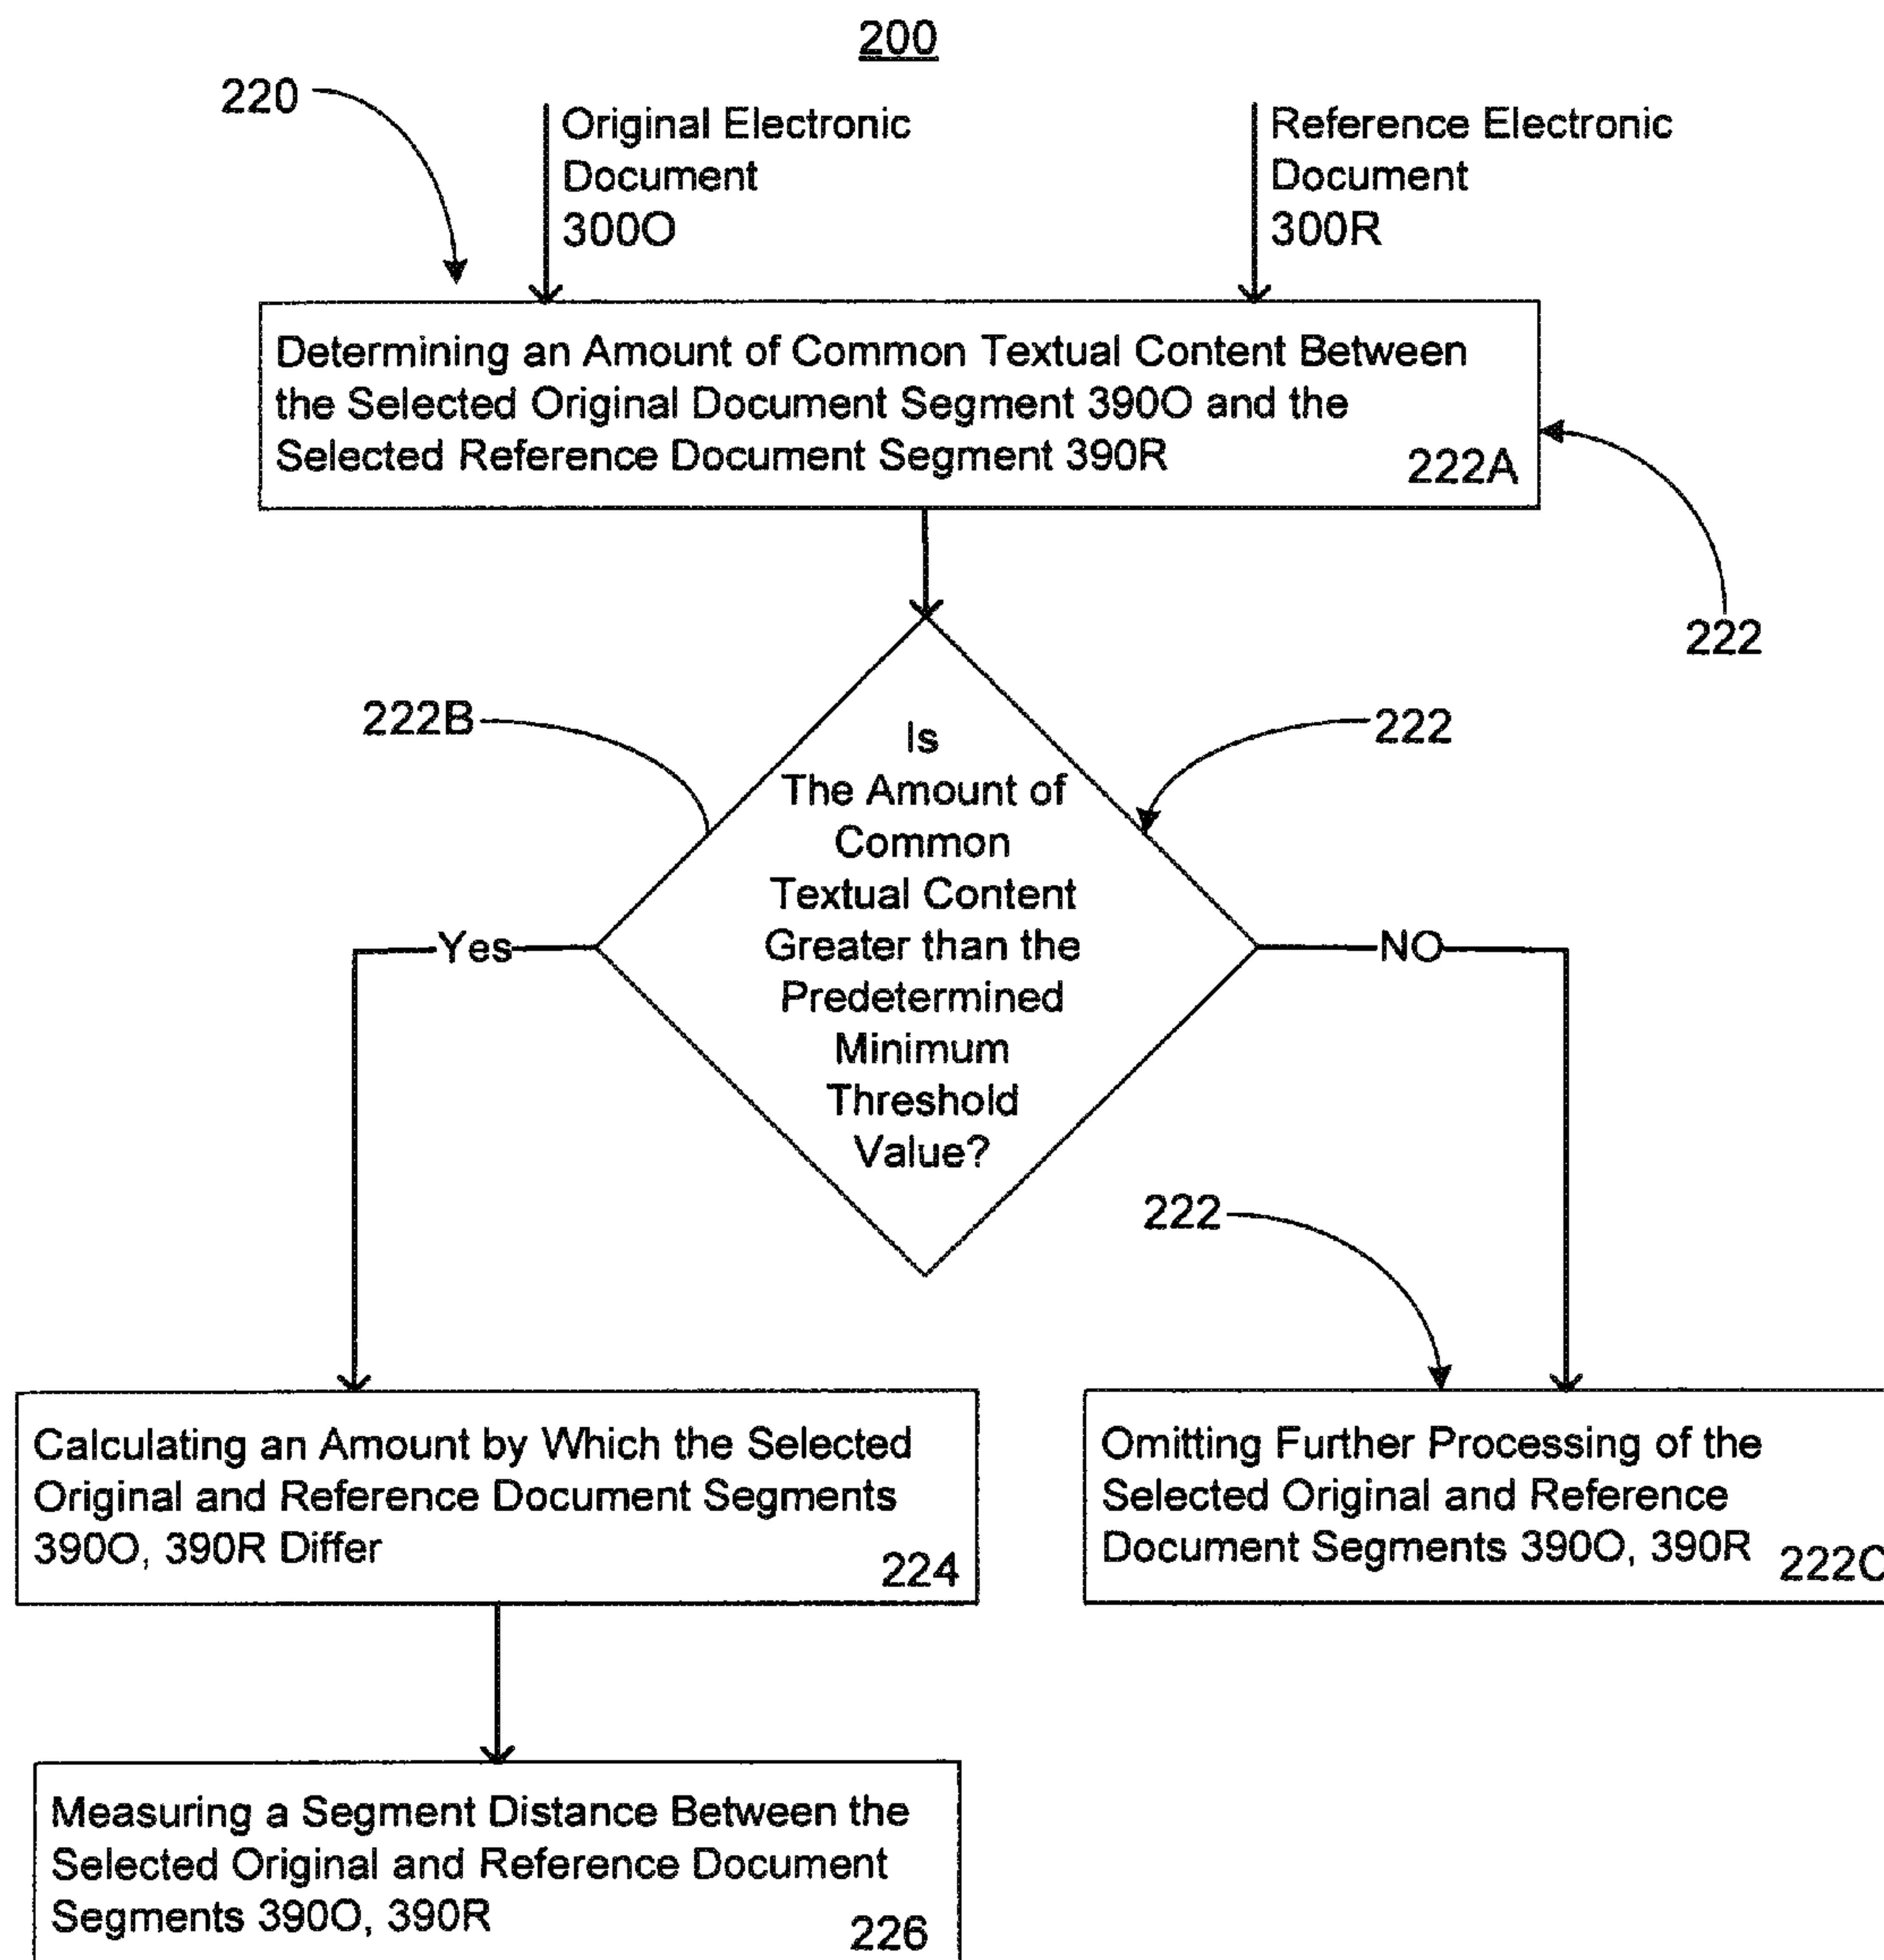 200
220
Original Electronic
Document
300O
Reference Electronic
Document
300R
Determining an Amount of Common Textual Content Between
the Selected Original Document Segment 390O and the
Selected Reference Document Segment 390R
222A
222
222B
222
Is
The Amount of
Common
Textual Content
Greater than the
Predetermined
Minimum
Threshold
Value?
Yes
NO
222
Calculating an Amount by Which the Selected
Original and Reference Document Segments
390O, 390R Differ
224
Omitting Further Processing of the
Selected Original and Reference
Document Segments 390O, 390R
222C
Measuring a Segment Distance Between the
Selected Original and Reference Document
Segments 390O, 390R
226